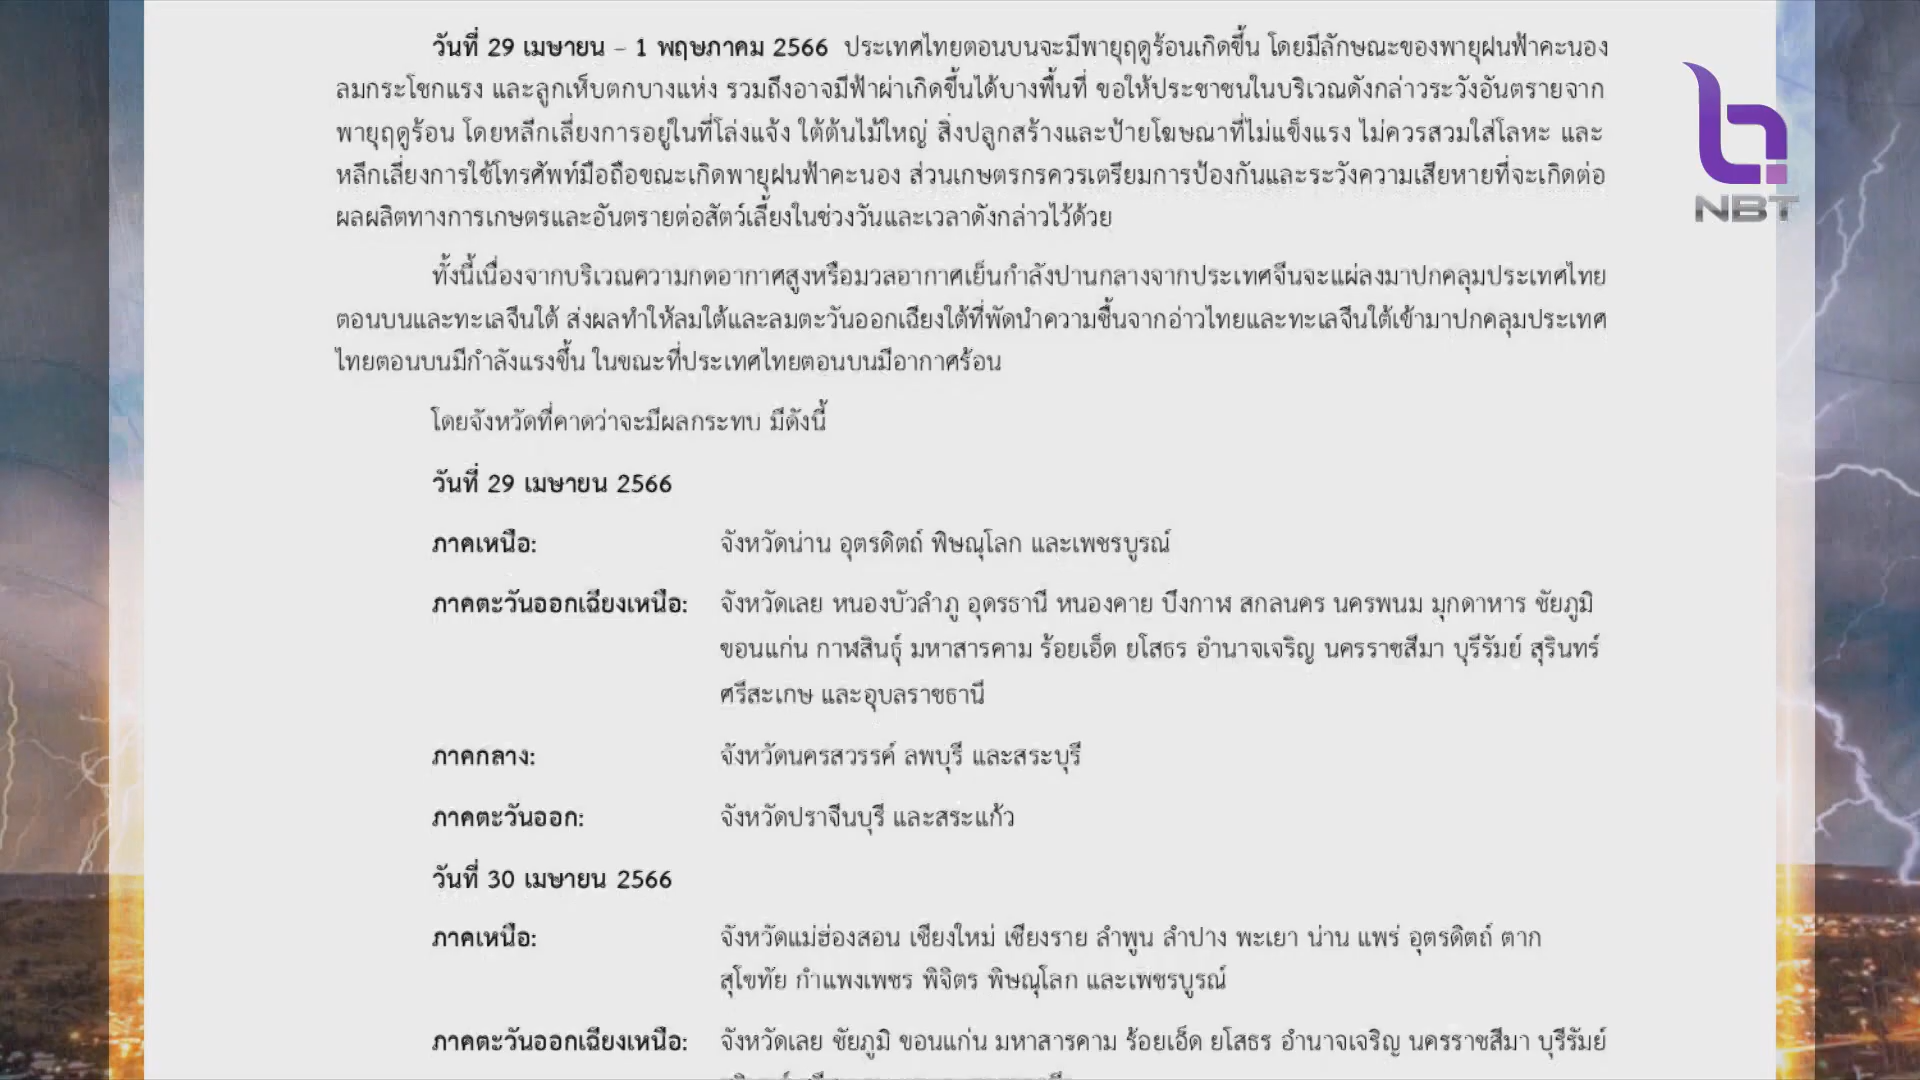 วันที่ 29 เมษายน – 1 พฤษภาคม 2566 ประเทศไทยตอนบนจะมีพายุฤดูร้อนเกิดขึ้น โดยมีลักษณะของพายุฝนฟ้าคะนอง
ลมกระโชกแรง และลูกเห็บตกบางแห่ง รวมถึงอาจมีฟ้าผ่าเกิดขึ้นได้บางพื้นที่ ขอให้ประชาชนในบริเวณดังกล่าวระวังอันตรายจาก
พายุฤดูร้อน โดยหลีกเลี่ยงการอยู่ในที่โล่งแจ้ง ใต้ต้นไม้ใหญ่ สิ่งปลูกสร้างและป้ายโฆษณาที่ไม่แข็งแรง ไม่ควรสวมใส่โลหะ และ
หลีกเลี่ยงการใช้โทรศัพท์มือถือขณะเกิดพายุฝนฟ้าคะนอง ส่วนเกษตรกรควรเตรียมการป้องกันและระวังความเสียหายที่จะเกิดต่อ
ผลผลิตทางการเกษตรและอันตรายต่อสัตว์เลี้ยงในช่วงวันและเวลาดังกล่าวไว้ด้วย
NBT
ทั้งนี้เนื่องจากบริเวณความกดอากาศสูงหรือมวลอากาศเย็นกำลังปานกลางจากประเทศจีนจะแผ่ลงมาปกคลุมประเทศไทย
ตอนบนและทะเลจีนใต้ ส่งผลทำให้ลมใต้และลมตะวันออกเฉียงใต้ที่พัดนำความชื้นจากอ่าวไทยและทะเลจีนใต้เข้ามาปกคลุมประเทศ
ไทยตอนบนมีกำลังแรงขึ้น ในขณะที่ประเทศไทยตอนบนมีอากาศร้อน
โดยจังหวัดที่คาดว่าจะมีผลกระทบ มีดังนี้
วันที่ 29 เมษายน 2566
ภาคเหนือ: จังหวัดน่าน อุตรดิตถ์ พิษณุโลก และเพชรบูรณ์
ภาคตะวันออกเฉียงเหนือ: จังหวัดเลย หนองบัวลำภู อุดรธานี หนองคาย บึงกาฬ สกลนคร นครพนม มุกดาหาร ชัยภูมิ
ขอนแก่น กาฬสินธุ์ มหาสารคาม ร้อยเอ็ด ยโสธร อำนาจเจริญ นครราชสีมา บุรีรัมย์ สุรินทร์
ศรีสะเกษ และอุบลราชธานี
ภาคกลาง: จังหวัดนครสวรรค์ ลพบุรี และสระบุรี
ภาคตะวันออก: จังหวัดปราจีนบุรี และสระแก้ว
วันที่ 30 เมษายน 2566
ภาคเหนือ: จังหวัดแม่ฮ่องสอน เชียงใหม่ เชียงราย ลำพูน ลำปาง พะเยา น่าน แพร่ อุตรดิตถ์ ตาก
สุโขทัย กำแพงเพชร พิจิตร พิษณุโลก และเพชรบูรณ์
ภาคตะวันออกเฉียงเหนือ: จังหวัดเลย ชัยภูมิ ขอนแก่น มหาสารคาม ร้อยเอ็ด ยโสธร อำนาจเจริญ นครราชสีมา บุรีรัมย์